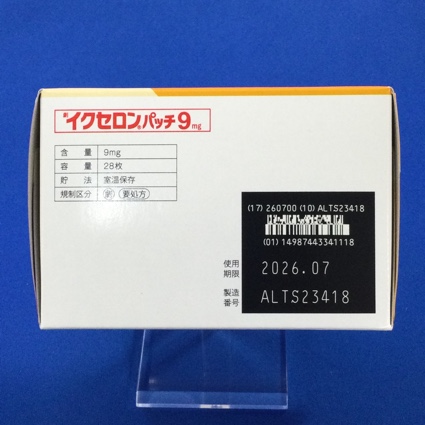 劇 イクセロン®パッチ9mg
含量 9mg
容量 28枚
貯法 室温保存
規制区分 劇 要処方
(17) 260700 (10) ALTS23418
(01) 14987443341118
使用期限 2026.07
製造番号 ALTS23418